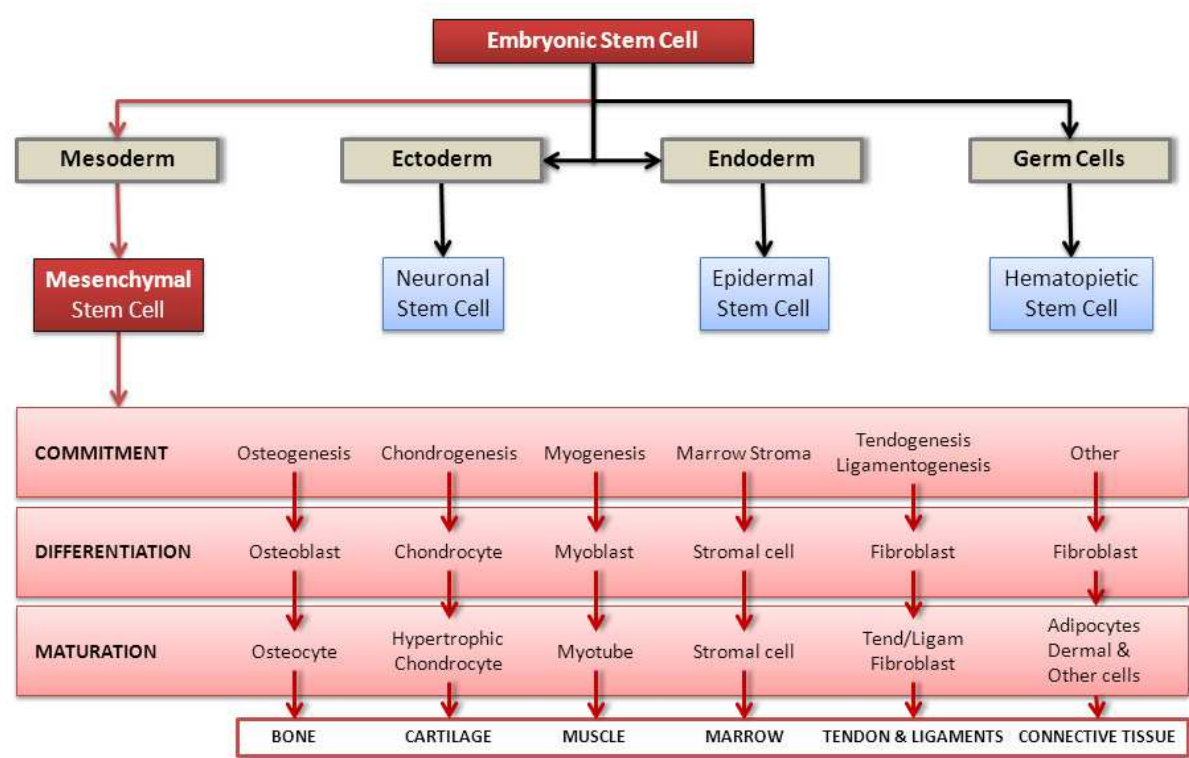 Embryonic Stem Cell
Mesoderm
Ectoderm
Endoderm
Germ Cells
Mesenchymal
Stem Cell
Neuronal
Stem Cell
Epidermal
Stem Cell
Hematopietic
Stem Cell
COMMITMENT
Osteogenesis
Chondrogenesis
Myogenesis
Marrow Stroma
Tendogenesis
Ligamentogenesis
Other
DIFFERENTIATION
Osteoblast
Chondrocyte
Myoblast
Stromal cell
Fibroblast
Fibroblast
MATURATION
Osteocyte
Hypertrophic
Chondrocyte
Myotube
Stromal cell
Tend/Ligam
Fibroblast
Adipocytes
Dermal &
Other cells
BONE
CARTILAGE
MUSCLE
MARROW
TENDON & LIGAMENTS
CONNECTIVE TISSUE